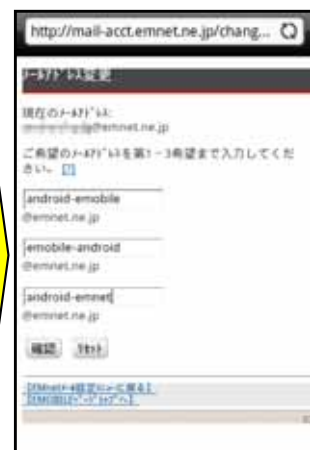 http://mail-acct.emnet.ne.jp/chang...
ﾒｰﾙｱﾄﾞﾚｽ変更
現在のﾒｰﾙｱﾄﾞﾚｽ:
@emnet.ne.jp
ご希望のﾒｰﾙｱﾄﾞﾚｽを第1～3希望まで入力してくだ
さい。 [?]
android-emobile
@emnet.ne.jp
emobile-android
@emnet.ne.jp
android-emnet
@emnet.ne.jp
確認 ﾘｾｯﾄ